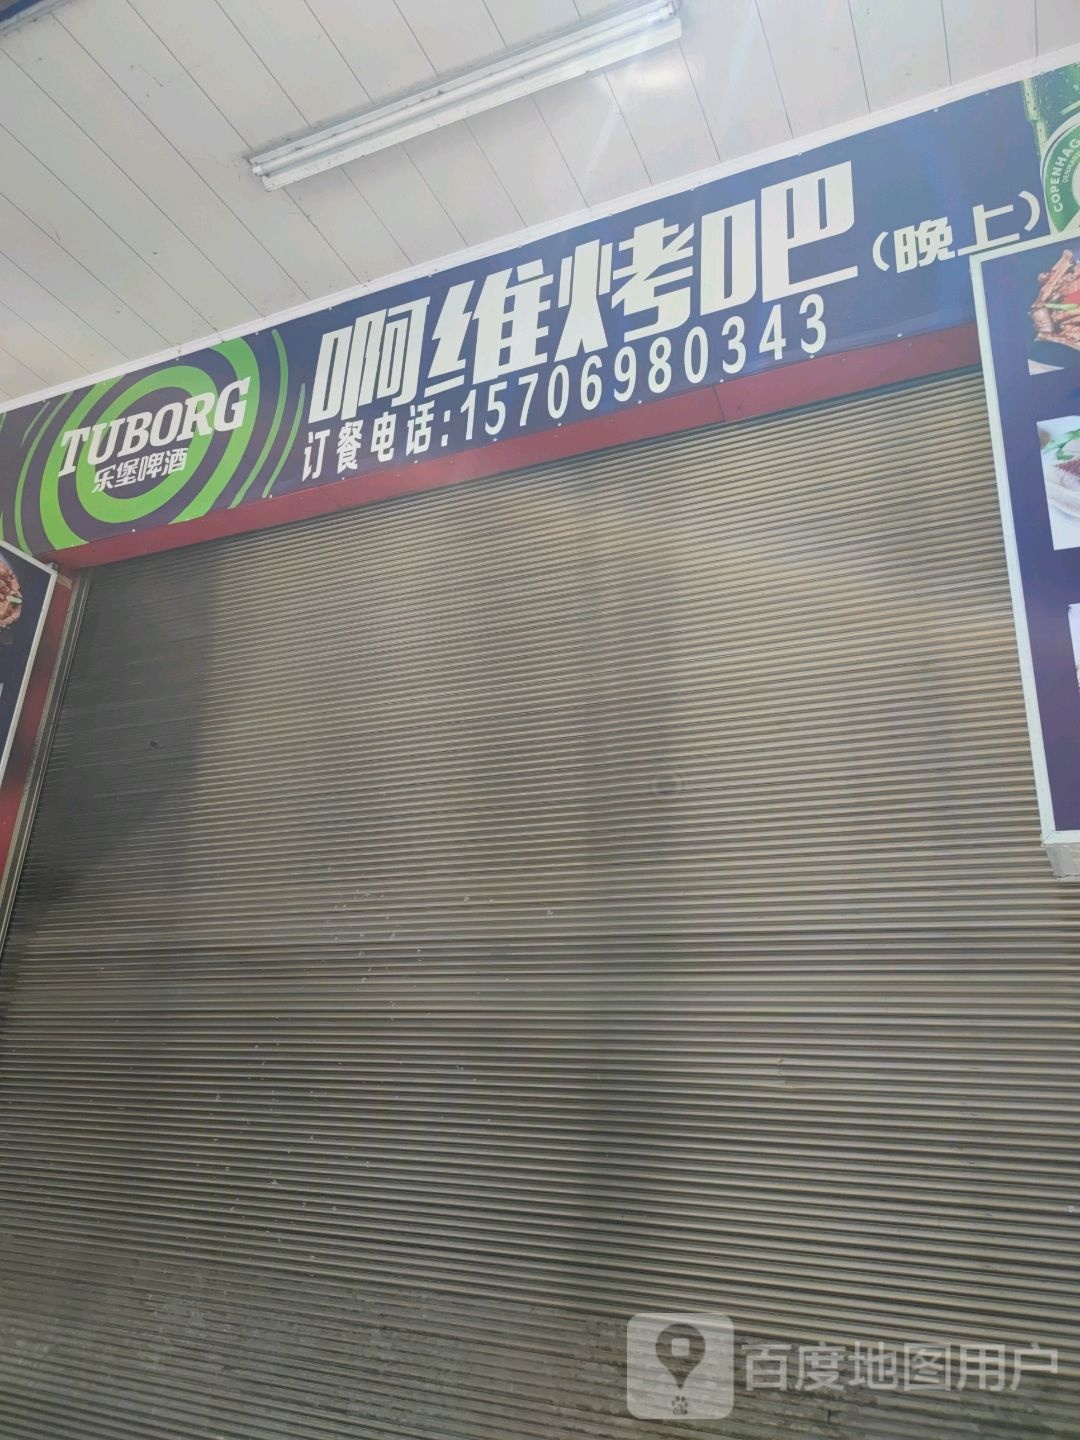 啊维烤吧（晚上）
订餐电话:15706980343
TUBORG
乐堡啤酒
COPENHAG
百度地图用户